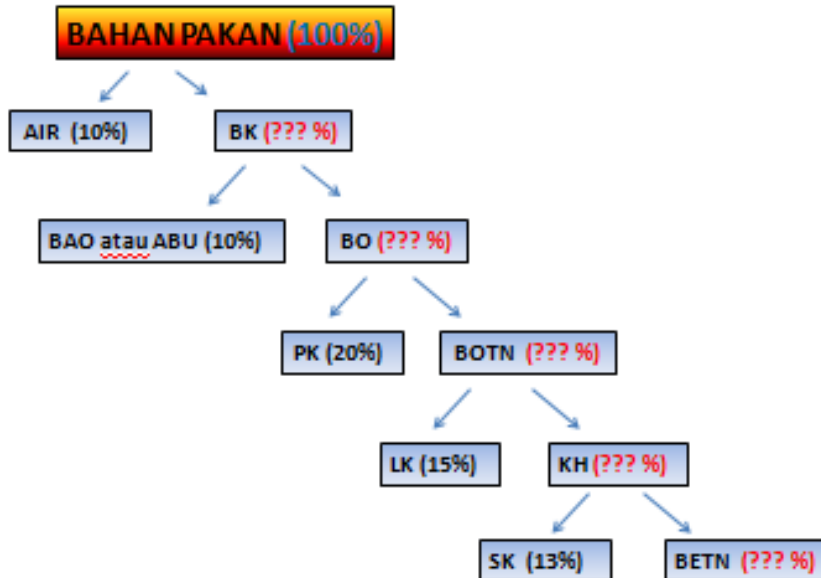 BAHAN PAKAN (100%)
AIR (10%)
BK (??? %)
BAO atau ABU (10%)
BO (??? %)
PK (20%)
BOTN (??? %)
LK (15%)
KH (??? %)
SK (13%)
BETN (??? %)